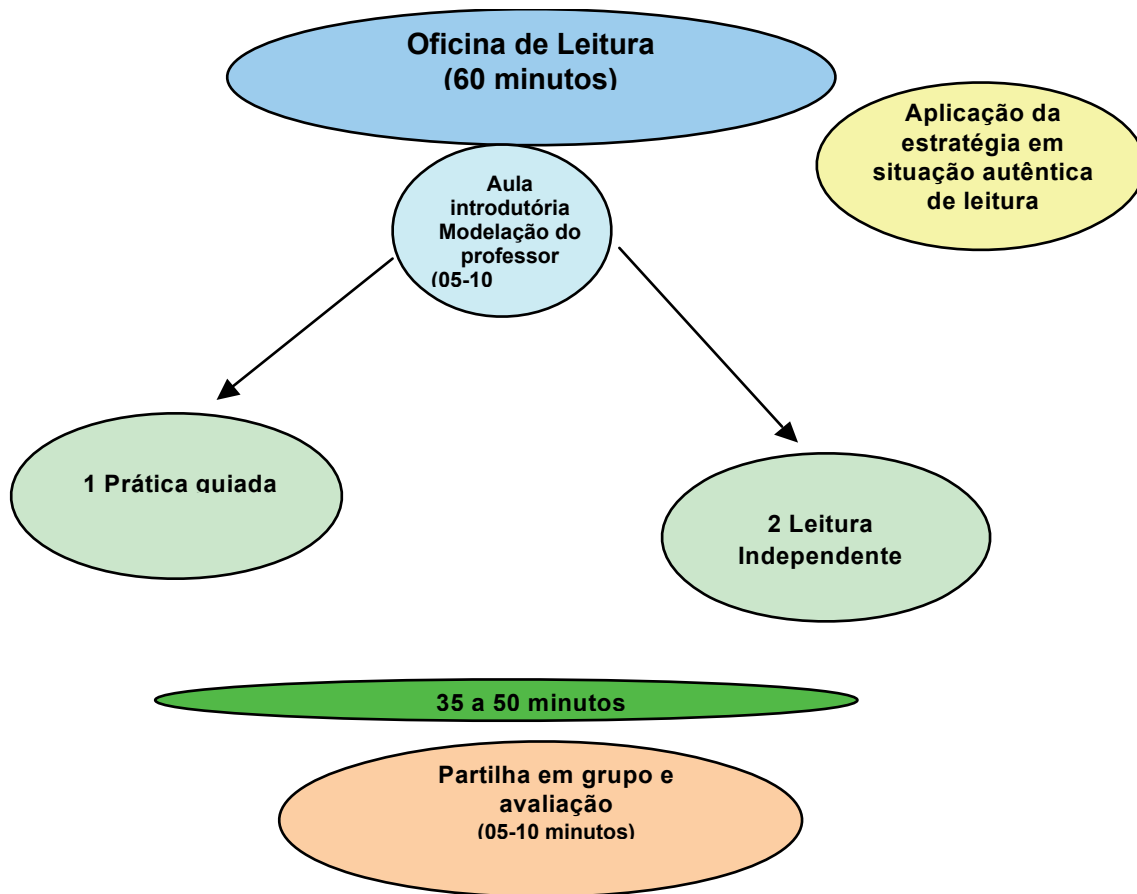 Oficina de Leitura
(60 minutos)
Aplicação da
estratégia em
situação autêntica
de leitura
Aula
introdutória
Modelação do
professor
(05-10
1 Prática guiada
2 Leitura
Independente
35 a 50 minutos
Partilha em grupo e
avaliação
(05-10 minutos)